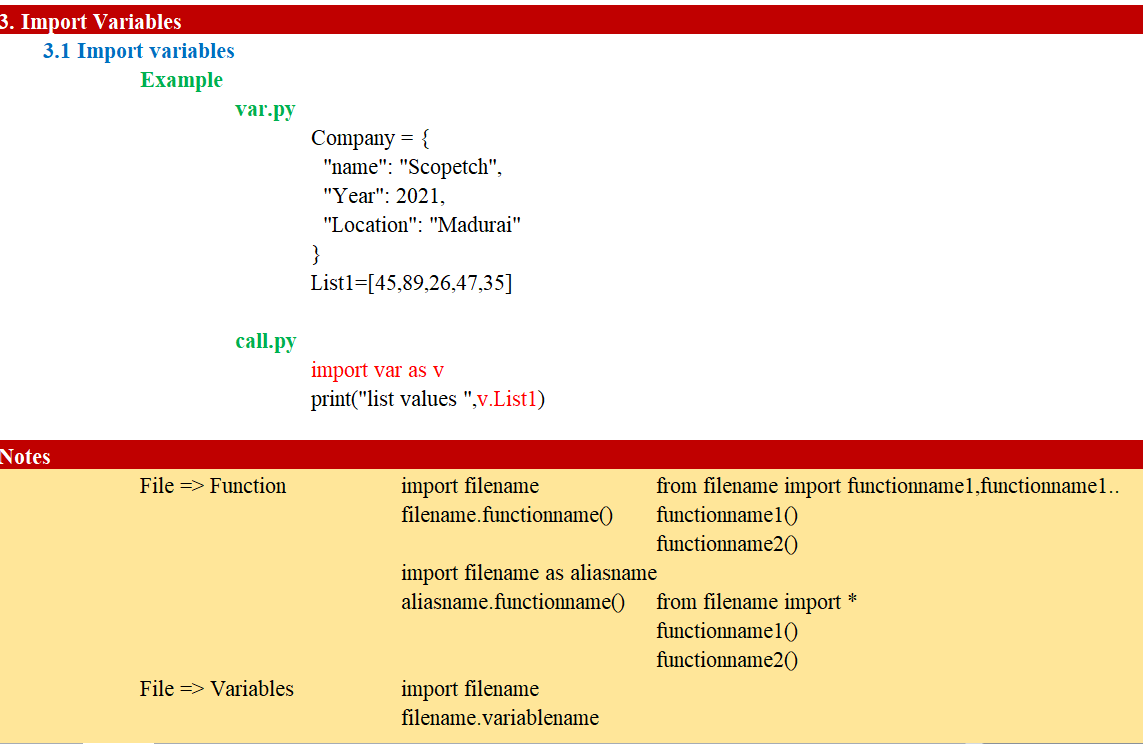 3. Import Variables
3.1 Import variables
Example
var.py
Company = {
"name": "Scopetch",
"Year": 2021,
"Location": "Madurai"
}
List1=[45,89,26,47,35]
call.py
import var as v
print("list values ",v.List1)
Notes
File => Function import filename from filename import functionname1,functionname1..
filename.functionname() functionname1()
functionname2()
import filename as aliasname
aliasname.functionname() from filename import *
functionname1()
functionname2()
File => Variables import filename
filename.variablename